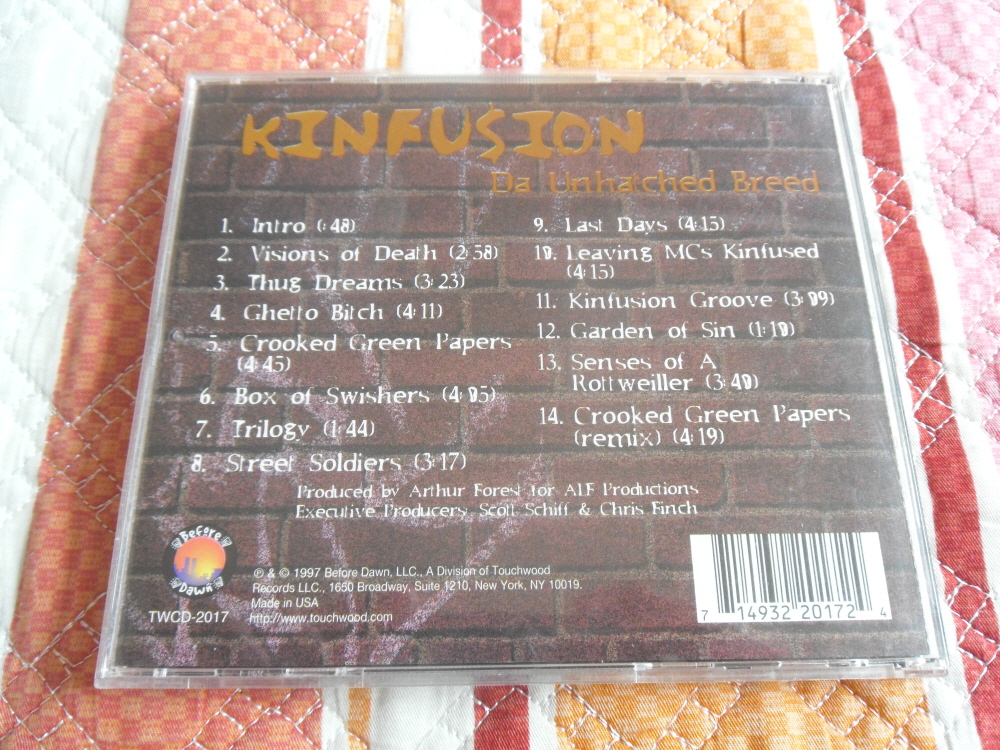 KINFUSION
Da Unhatched Breed
1. Intro (:48)
2. Visions of Death (2:58)
3. Thug Dreams (3:23)
4. Ghetto Bitch (4:11)
5. Crooked Green Papers
(4:45)
6. Box of Swishers (4:05)
7. Trilogy (1:44)
8. Street Soldiers (3:17)
9. Last Days (4:15)
10. Leaving MCs Kinfused
(4:15)
11. Kinfusion Groove (3:09)
12. Garden of Sin (1:10)
13. Senses of A
Rottweiller (3:40)
14. Crooked Green Papers
(remix) (4:19)
Produced by Arthur Forest for ALF Productions
Executive Producers: Scott Schiff & Chris Finch
Before
Dawn
TWCD-2017
℗ & © 1997 Before Dawn, LLC., A Division of Touchwood
Records LLC., 1650 Broadway, Suite 1210, New York, NY 10019.
Made in USA
http://www.touchwood.com
7 14932 20172 4